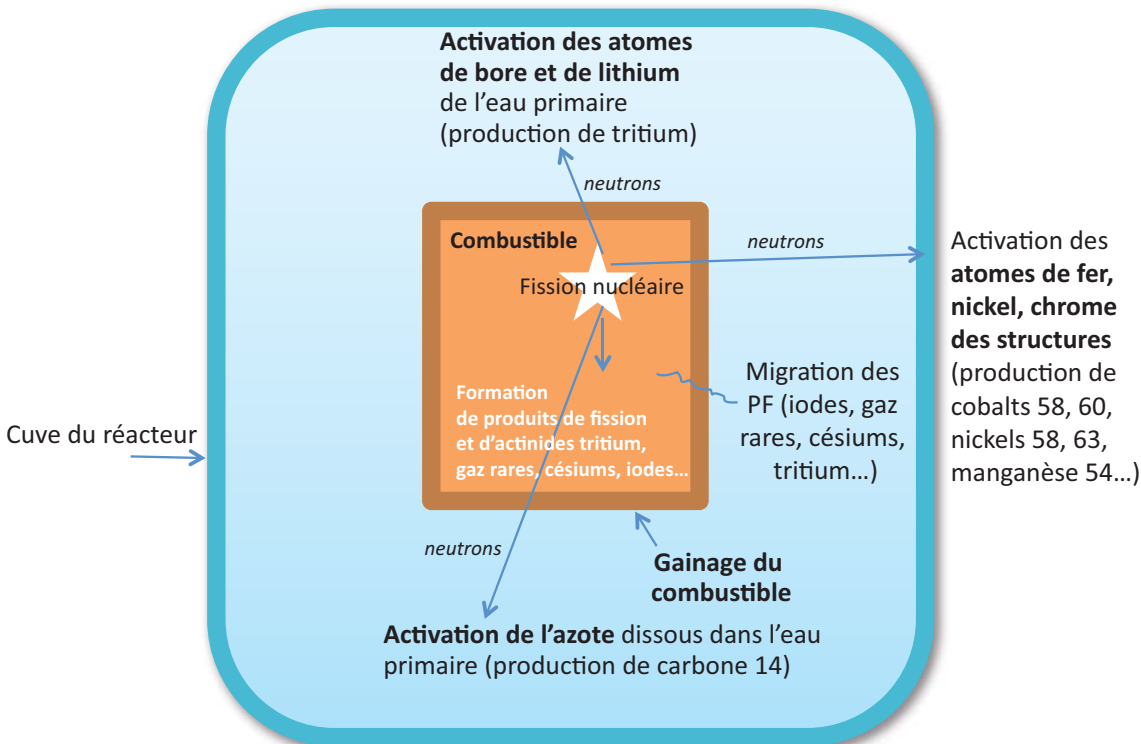 Activation des atomes
de bore et de lithium
de l'eau primaire
(production de tritium)
neutrons
Combustible
neutrons
Fission nucléaire
Activation des
atomes de fer,
nickel, chrome
des structures
(production de
cobalts 58, 60,
nickels 58, 63,
manganèse 54…)
Migration des
PF (iodes, gaz
rares, césiums,
tritium…)
Formation
de produits de fission
et d'actinides tritium,
gaz rares, césiums, iodes…
Cuve du réacteur
neutrons
Gainage du
combustible
Activation de l'azote dissous dans l'eau
primaire (production de carbone 14)